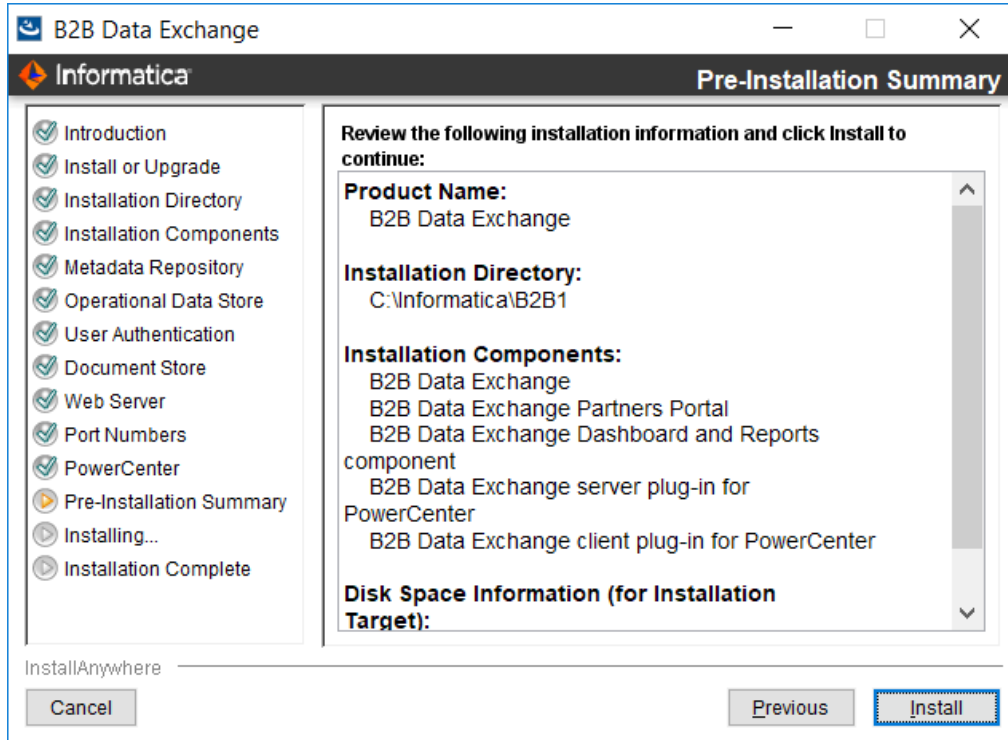 B2B Data Exchange
Informatica
Pre-Installation Summary
Introduction
Install or Upgrade
Installation Directory
Installation Components
Metadata Repository
Operational Data Store
User Authentication
Document Store
Web Server
Port Numbers
PowerCenter
Pre-Installation Summary
Installing...
Installation Complete
Review the following installation information and click Install to
continue:
Product Name:
B2B Data Exchange
Installation Directory:
C:\Informatica\B2B1
Installation Components:
B2B Data Exchange
B2B Data Exchange Partners Portal
B2B Data Exchange Dashboard and Reports
component
B2B Data Exchange server plug-in for
PowerCenter
B2B Data Exchange client plug-in for PowerCenter
Disk Space Information (for Installation
Target):
InstallAnywhere
Cancel
Previous
Install